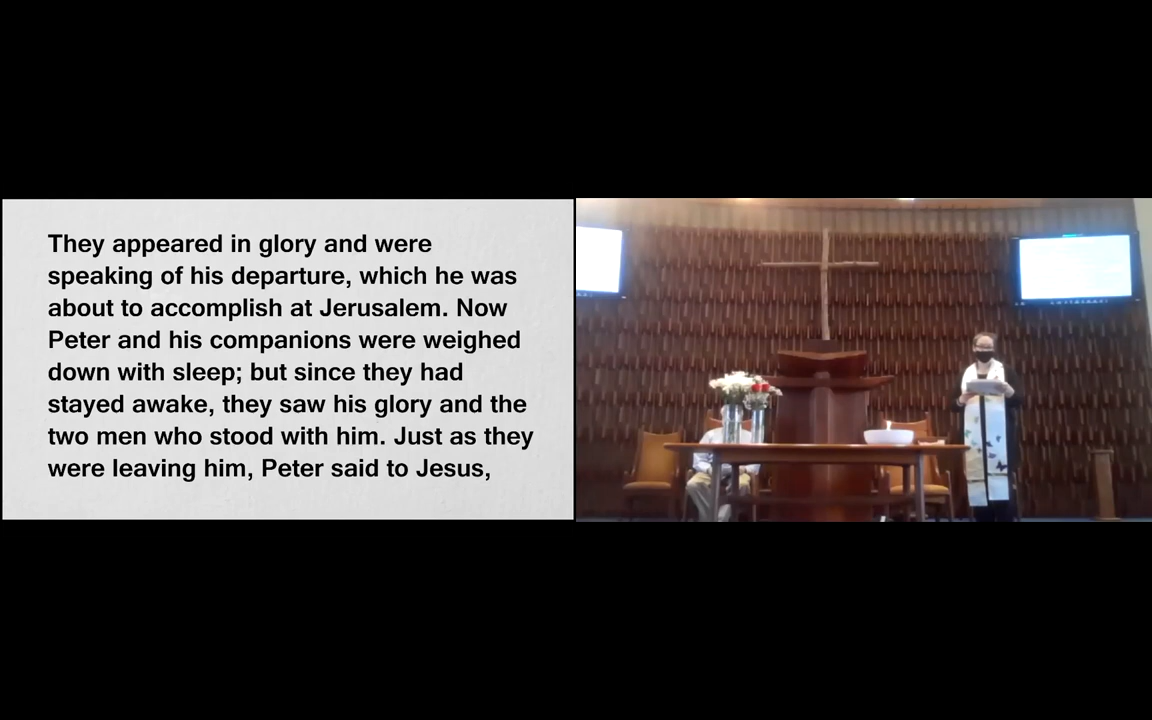 They appeared in glory and were
speaking of his departure, which he was
about to accomplish at Jerusalem. Now
Peter and his companions were weighed
down with sleep; but since they had
stayed awake, they saw his glory and the
two men who stood with him. Just as they
were leaving him, Peter said to Jesus,